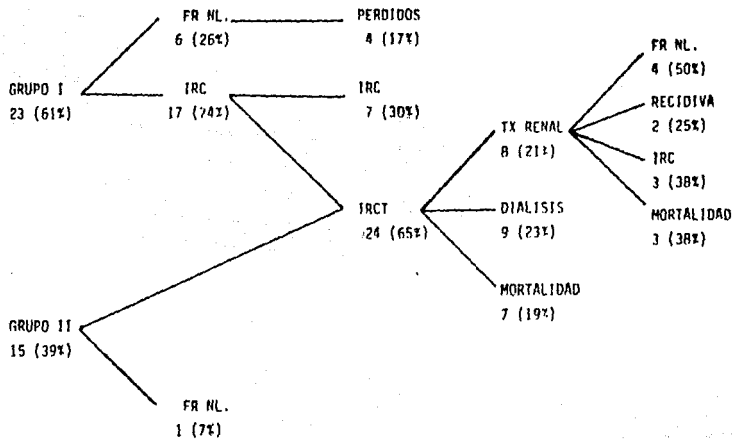 FR NL.
6 (26%)
PERDIDOS
4 (17%)
GRUPO I
23 (61%)
IRC
17 (74%)
IRC
7 (30%)
IRCT
24 (65%)
TX RENAL
8 (21%)
DIALISIS
9 (23%)
MORTALIDAD
7 (19%)
FR NL.
4 (50%)
RECIDIVA
2 (25%)
IRC
3 (38%)
MORTALIDAD
3 (38%)
GRUPO II
15 (39%)
FR NL.
1 (7%)